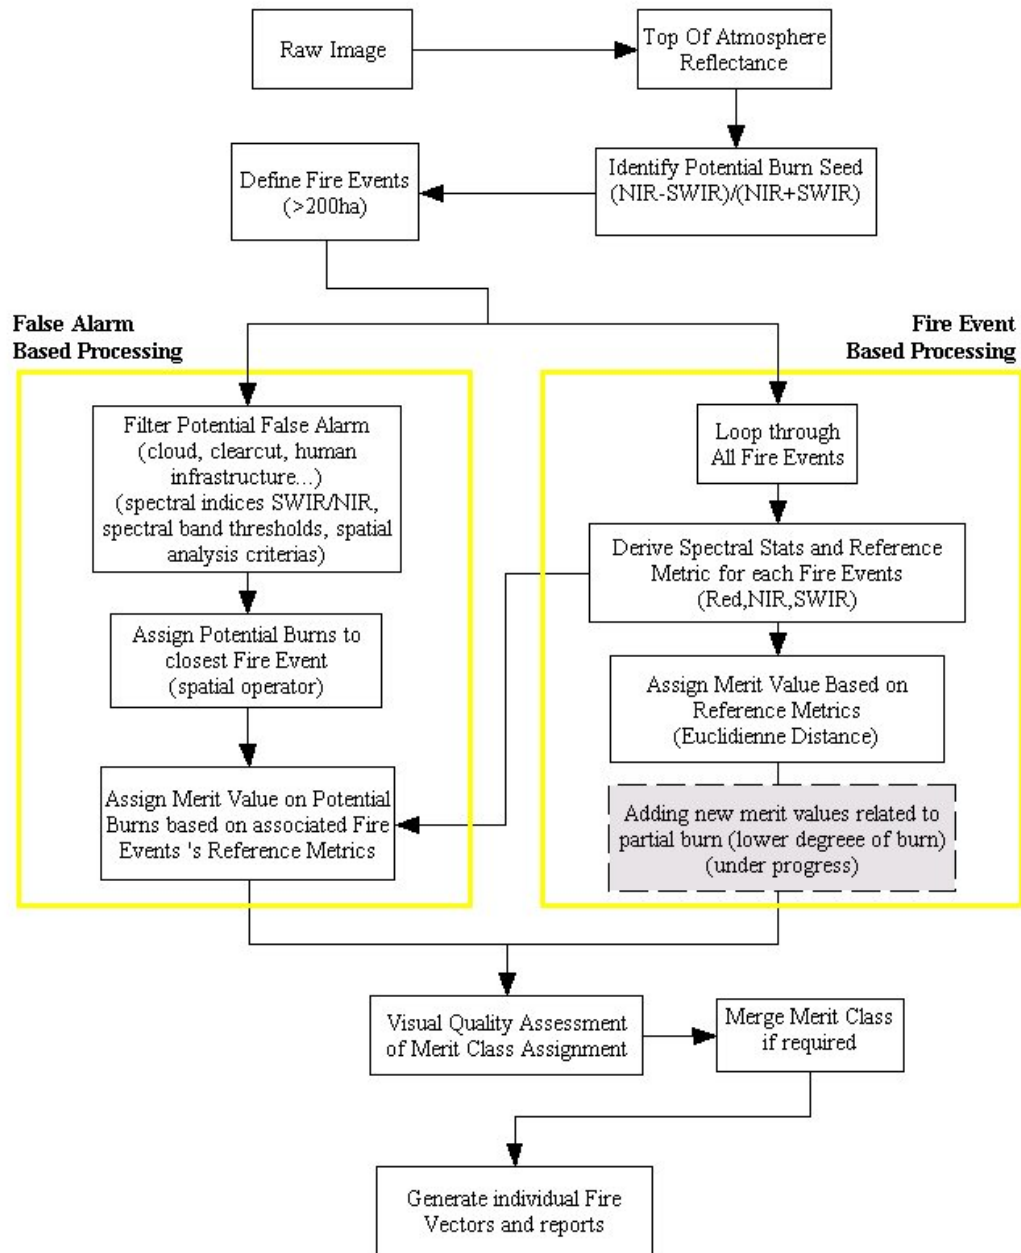 Raw Image
Top Of Atmosphere
Reflectance
Identify Potential Burn Seed
(NIR-SWIR)/(NIR+SWIR)
Define Fire Events
(>200ha)
False Alarm
Based Processing
Fire Event
Based Processing
Filter Potential False Alarm
(cloud, clearcut, human
infrastructure...)
(spectral indices SWIR/NIR,
spectral band thresholds, spatial
analysis criterias)
Assign Potential Burns to
closest Fire Event
(spatial operator)
Assign Merit Value on Potential
Burns based on associated Fire
Events 's Reference Metrics
Loop through
All Fire Events
Derive Spectral Stats and Reference
Metric for each Fire Events
(Red,NIR,SWIR)
Assign Merit Value Based on
Reference Metrics
(Euclidienne Distance)
Adding new merit values related to
partial burn (lower degreee of burn)
(under progress)
Visual Quality Assessment
of Merit Class Assignment
Merge Merit Class
if required
Generate individual Fire
Vectors and reports